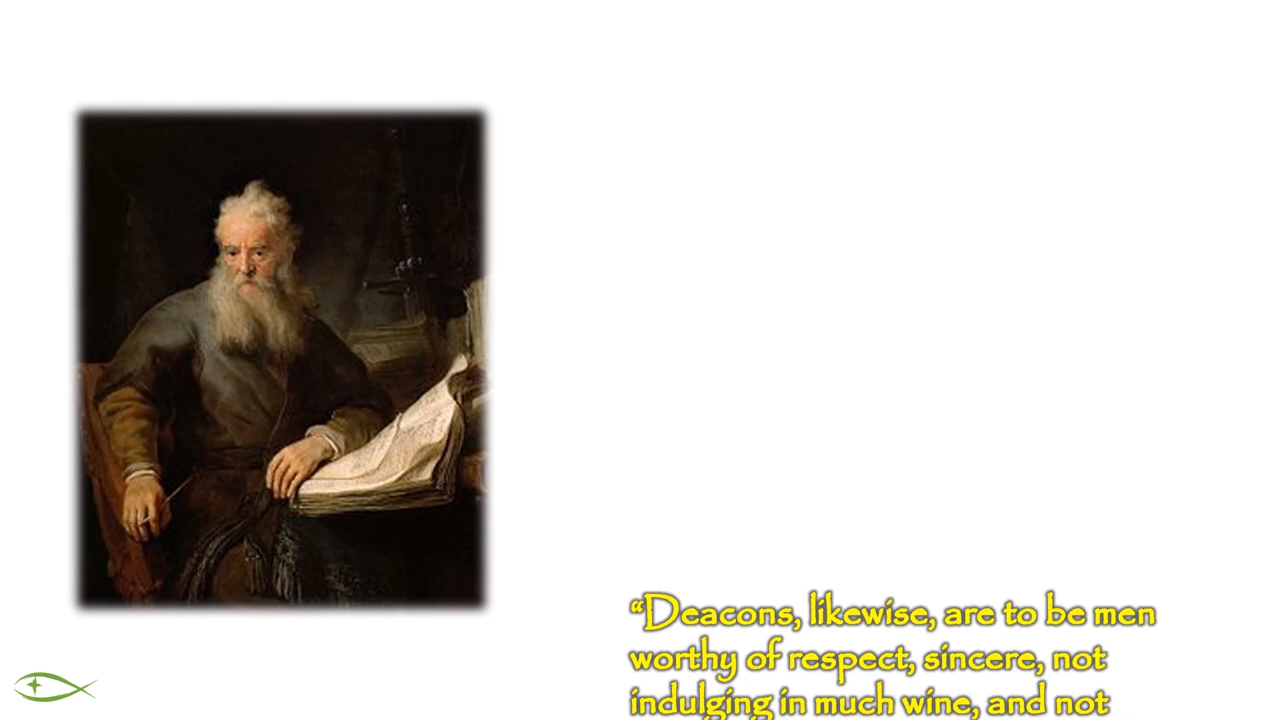 “Deacons, likewise, are to be men
worthy of respect, sincere, not
indulging in much wine, and not